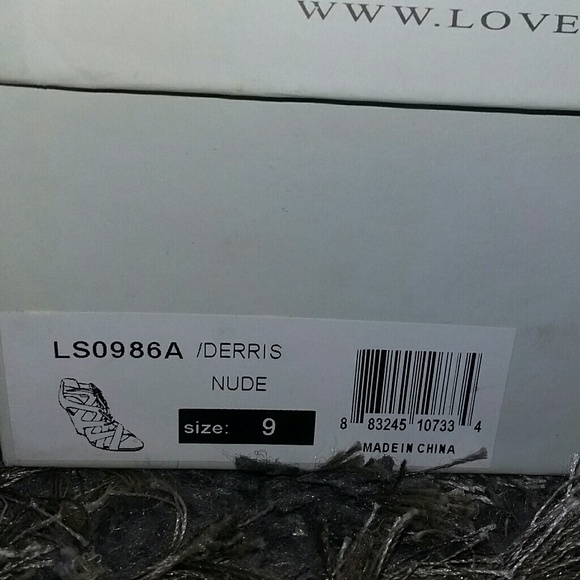 WWW.LOVE
LS0986A /DERRIS
NUDE
size: 9
8 83245 10733 4
MADE IN CHINA